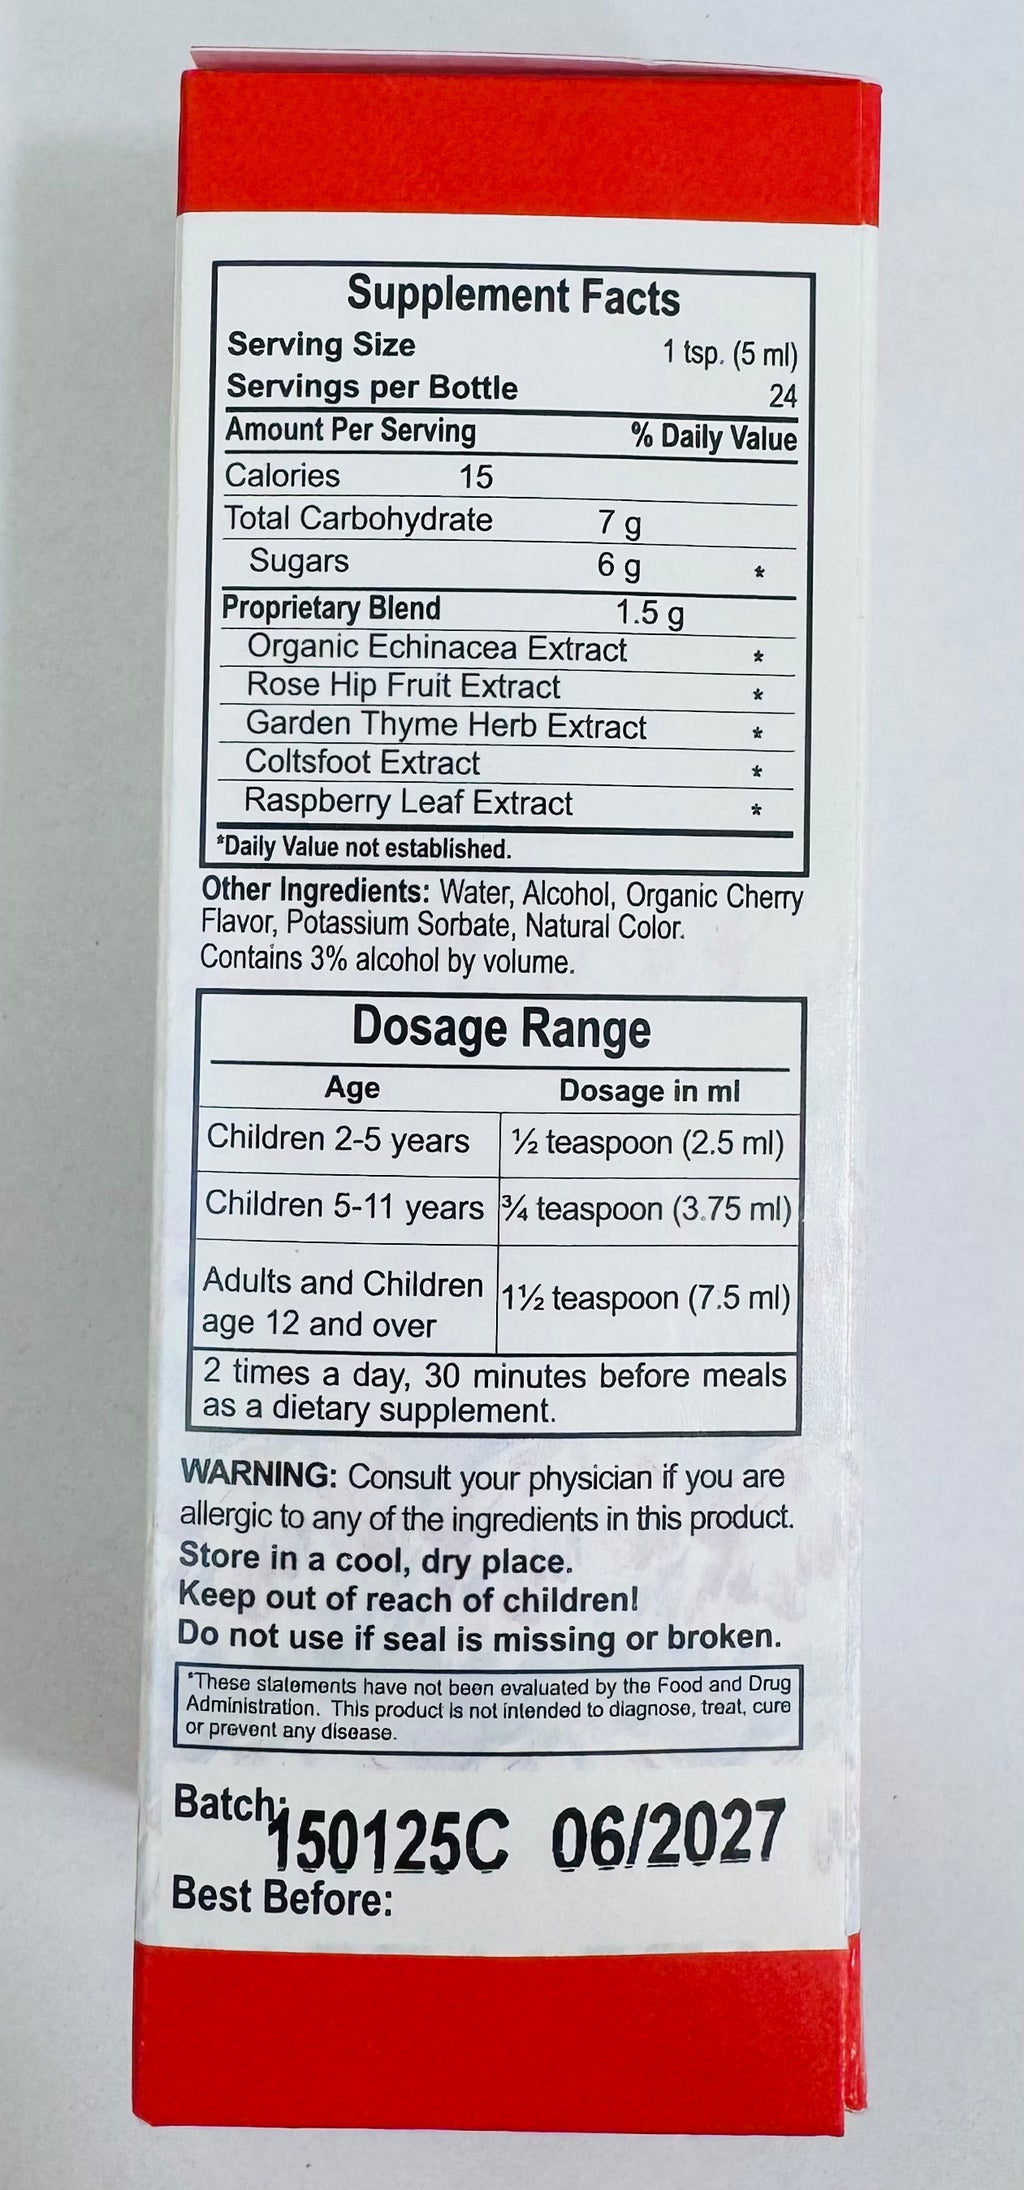 Supplement Facts
Serving Size 1 tsp. (5 ml)
Servings per Bottle 24
Amount Per Serving % Daily Value
Calories 15
Total Carbohydrate 7 g
Sugars 6 g *
Proprietary Blend 1.5 g
Organic Echinacea Extract *
Rose Hip Fruit Extract *
Garden Thyme Herb Extract *
Coltsfoot Extract *
Raspberry Leaf Extract *
*Daily Value not established.
Other Ingredients: Water, Alcohol, Organic Cherry
Flavor, Potassium Sorbate, Natural Color.
Contains 3% alcohol by volume.
Dosage Range
Age Dosage in ml
Children 2-5 years ½ teaspoon (2.5 ml)
Children 5-11 years ¾ teaspoon (3.75 ml)
Adults and Children
age 12 and over 1½ teaspoon (7.5 ml)
2 times a day, 30 minutes before meals
as a dietary supplement.
WARNING: Consult your physician if you are
allergic to any of the ingredients in this product.
Store in a cool, dry place.
Keep out of reach of children!
Do not use if seal is missing or broken.
*These statements have not been evaluated by the Food and Drug
Administration. This product is not intended to diagnose, treat, cure
or prevent any disease.
Batch: 150125C 06/2027
Best Before: